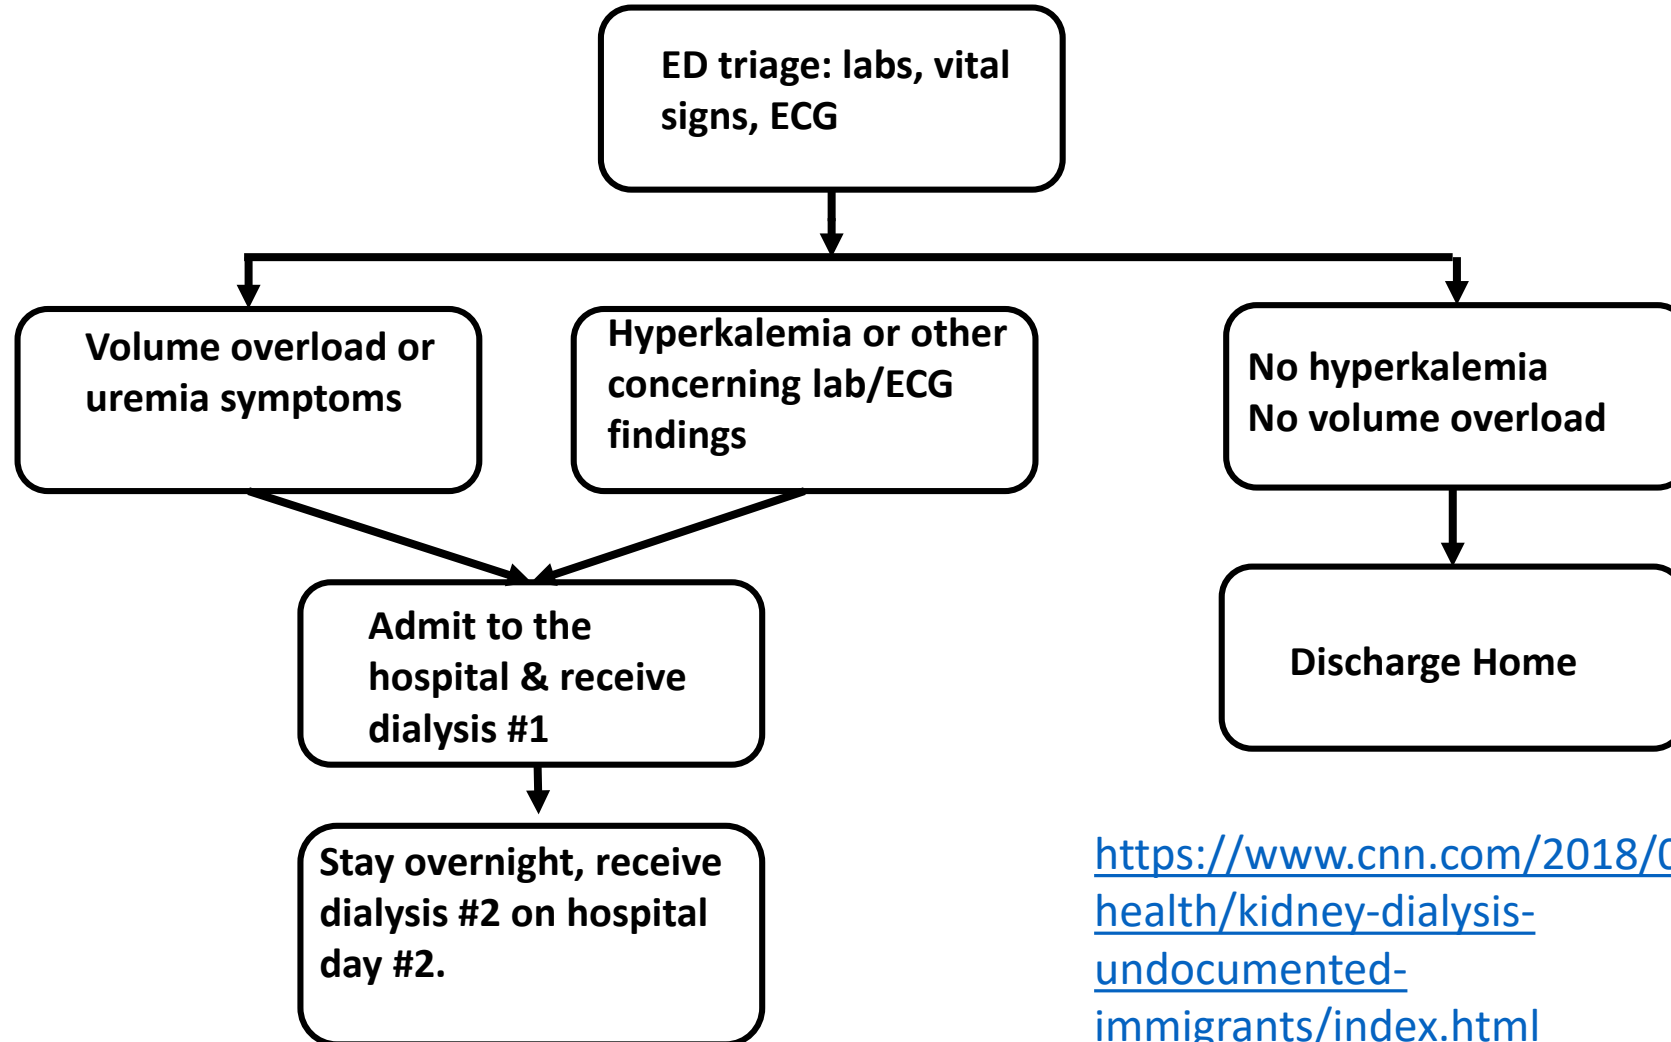 ED triage: labs, vital
signs, ECG
Volume overload or
uremia symptoms
Hyperkalemia or other
concerning lab/ECG
findings
No hyperkalemia
No volume overload
Admit to the
hospital & receive
dialysis #1
Discharge Home
Stay overnight, receive
dialysis #2 on hospital
day #2.
https://www.cnn.com/2018/0
health/kidney-dialysis-
undocumented-
immigrants/index.html